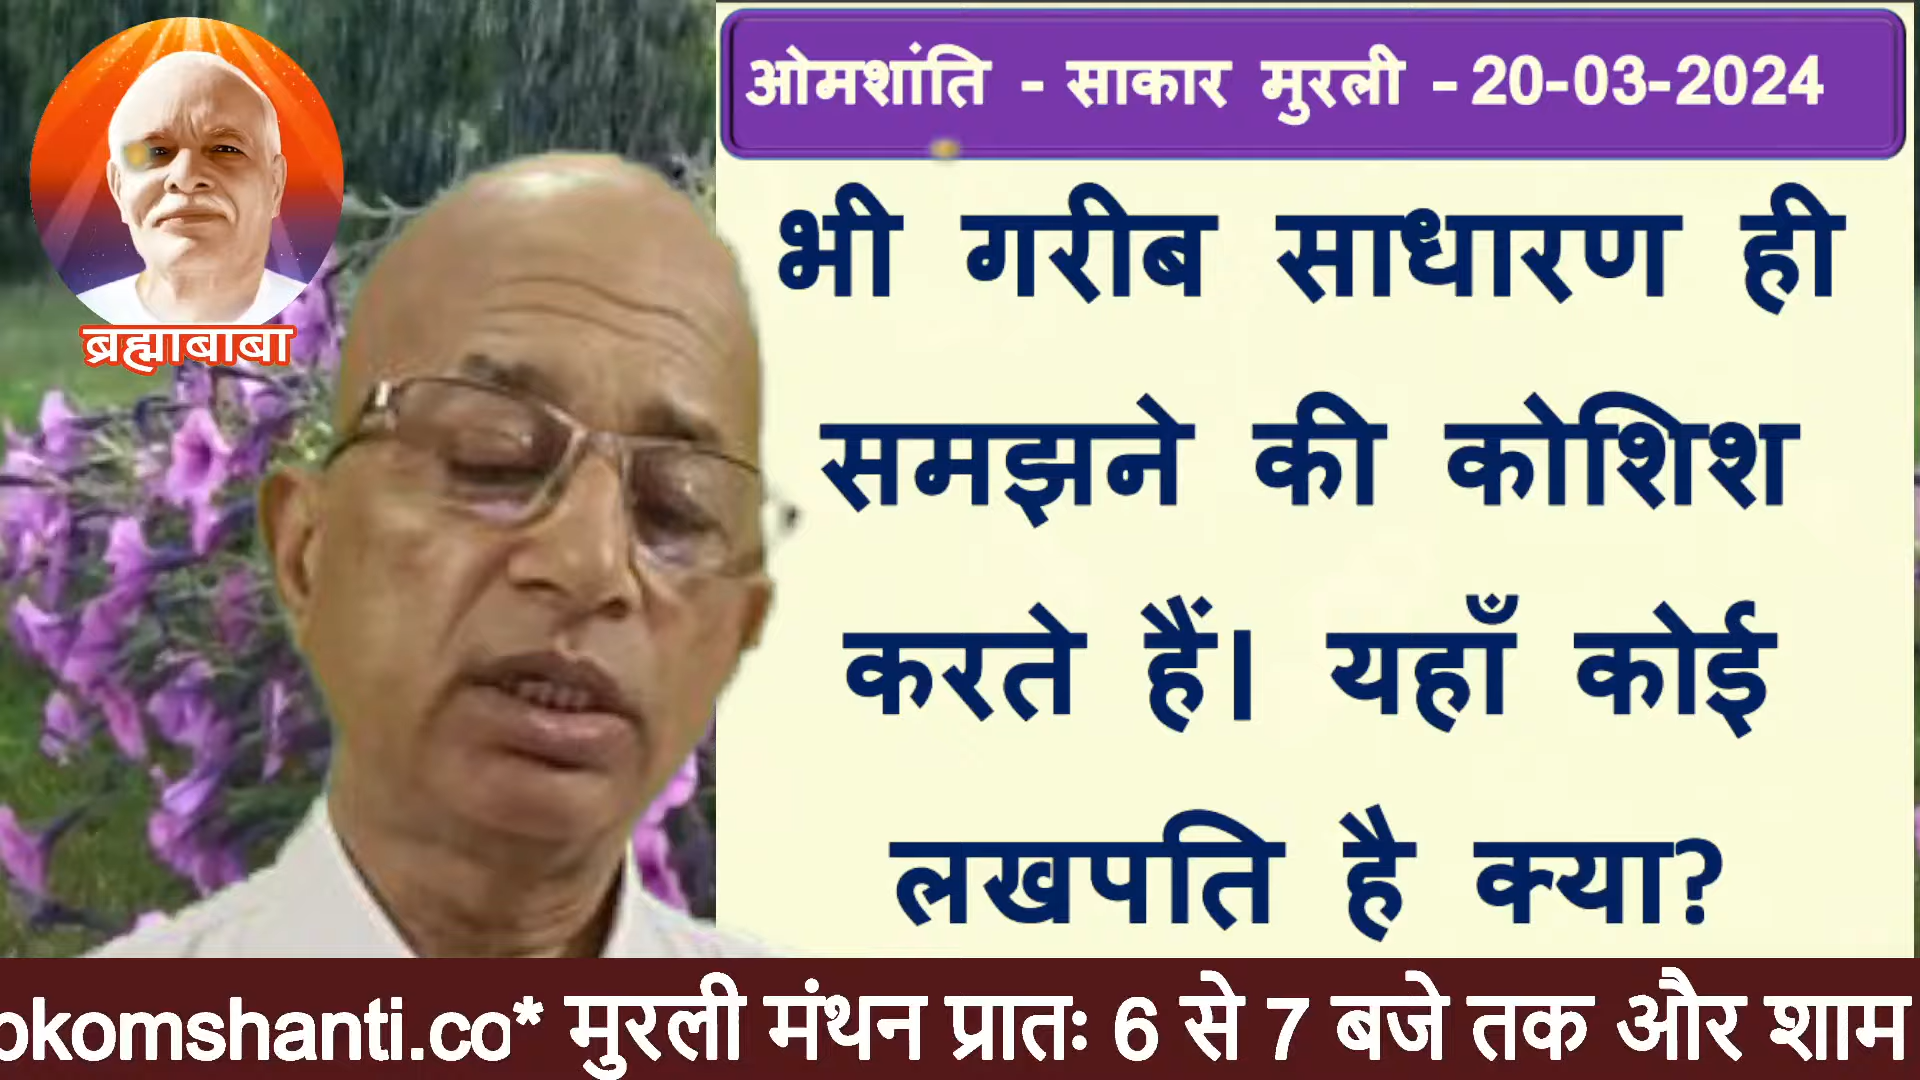 ओमशांति - साकार मुरली - 20-03-2024
ब्रह्माबाबा
भी गरीब साधारण ही
समझने की कोशिश
करते हैं। यहाँ कोई
लखपति है क्या?
okomshanti.co* मुरली मंथन प्रातः 6 से 7 बजे तक और शाम